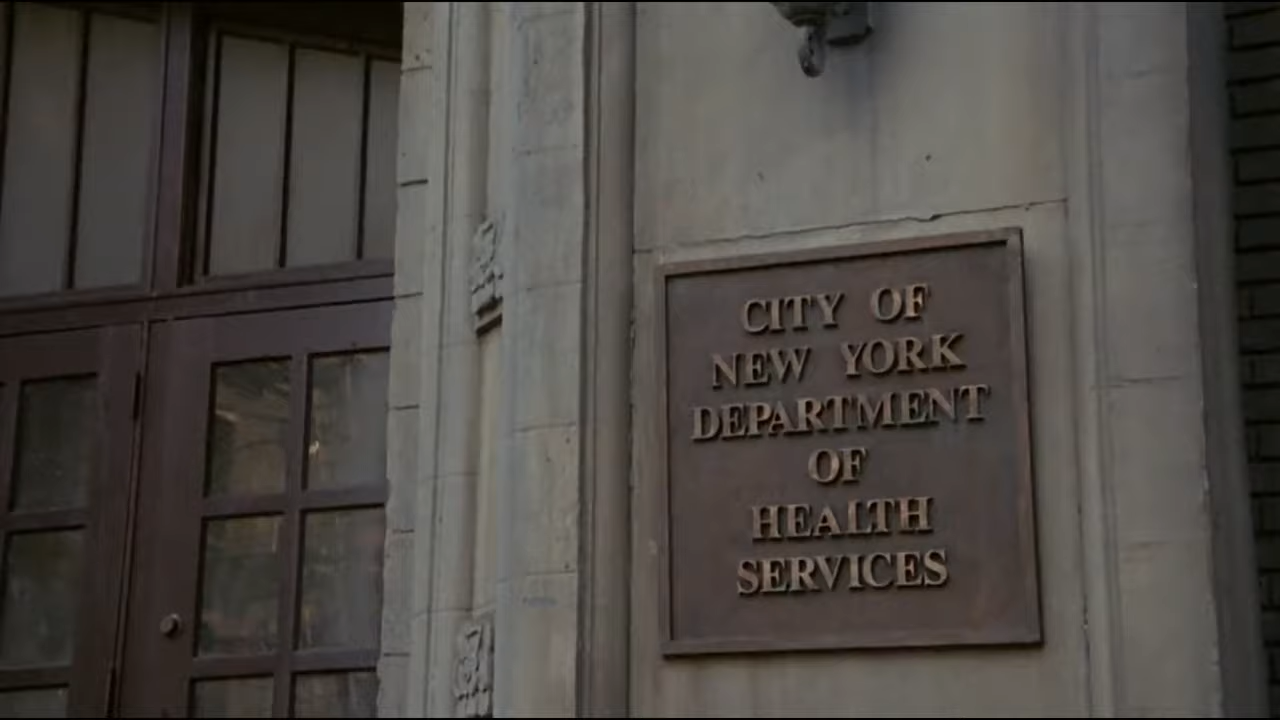 CITY OF
NEW YORK
DEPARTMENT
OF
HEALTH
SERVICES